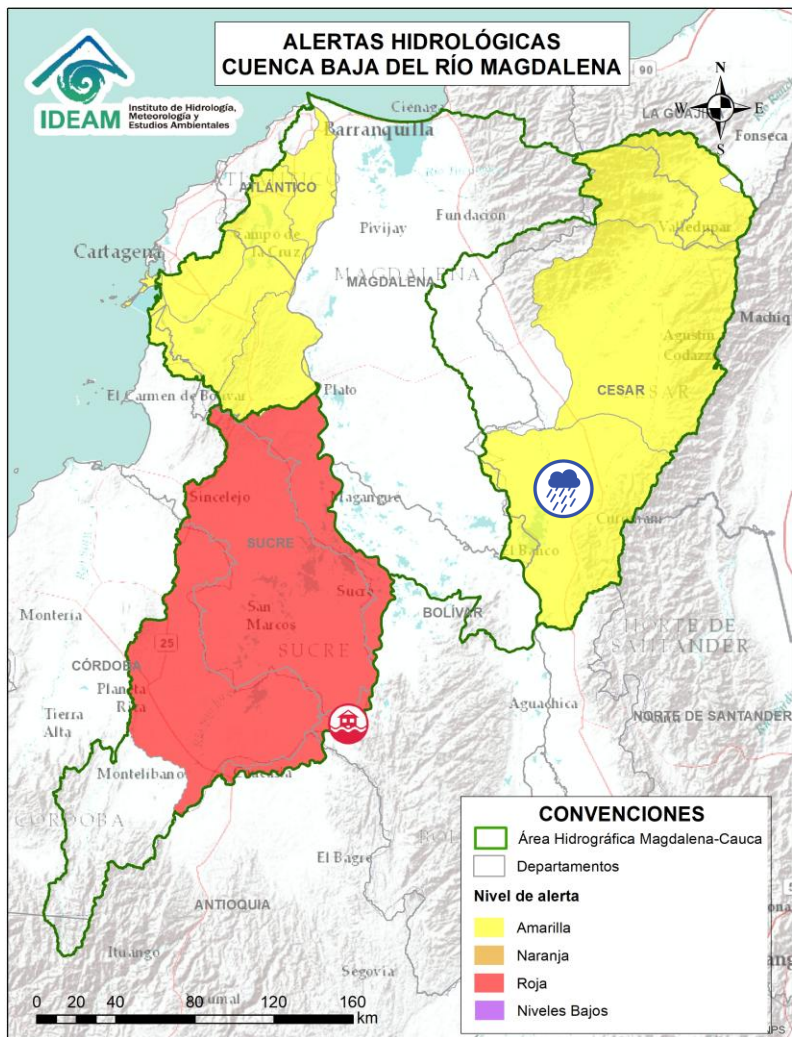 ALERTAS HIDROLÓGICAS
CUENCA BAJA DEL RÍO MAGDALENA
IDEAM
Instituto de Hidrología,
Meteorología y
Estudios Ambientales
N
W
E
S
90
LA GUAJIRA
Fonseca
Ciénaga
Barranquilla
ATLÁNTICO
Fundación
Pivijay
Valledupar
Campo de
la Cruz
Cartagena
MAGDALENA
MAGDALENA
Machiq
Agustín
Codazzi
CESAR
El Carmen de Bolívar
Plato
Sincelejo
Magangué
Curumaní
SUCRE
El Banco
Sucre
BOLÍVAR
San
Marcos
Montería
NORTE DE
SANTANDER
SUCRE
25
CÓRDOBA
Planeta
Rica
Aguachica
NORTE DE SANTANDER
Tierra
Alta
Montelíbano
Caucasia
CÓRDOBA
El Bagre
ANTIOQUIA
Ituango
Segovia
CONVENCIONES
Área Hidrográfica Magdalena-Cauca
Departamentos
Nivel de alerta
Amarilla
Naranja
Roja
Niveles Bajos
0 20 40 80 120 160
km